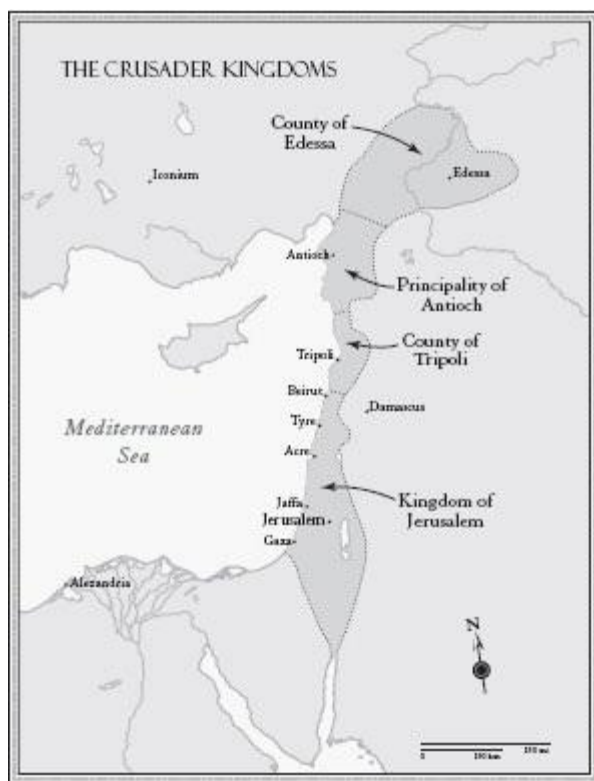 THE CRUSADER KINGDOMS
County of
Edessa
Iconium
Edessa
Antioch
Principality of
Antioch
County of
Tripoli
Tripoli
Beirut
Damascus
Tyre
Mediterranean
Sea
Acre
Kingdom of
Jerusalem
Jaffa
Jerusalem
Gaza
Alexandria
N
0